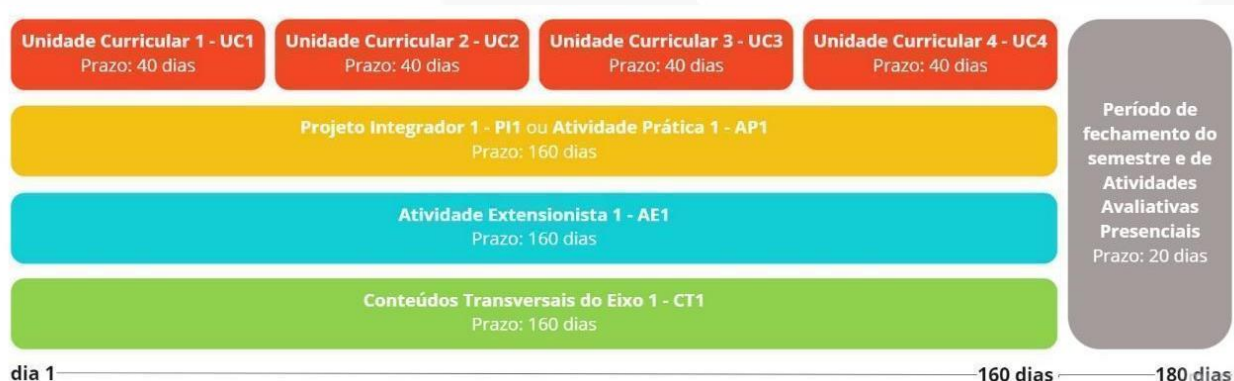 Unidade Curricular 1 - UC1
Prazo: 40 dias
Unidade Curricular 2 - UC2
Prazo: 40 dias
Unidade Curricular 3 - UC3
Prazo: 40 dias
Unidade Curricular 4 - UC4
Prazo: 40 dias
Projeto Integrador 1 - PI1 ou Atividade Prática 1 - AP1
Prazo: 160 dias
Atividade Extensionista 1 - AE1
Prazo: 160 dias
Conteúdos Transversais do Eixo 1 - CT1
Prazo: 160 dias
Período de
fechamento do
semestre e de
Atividades
Avaliativas
Presenciais
Prazo: 20 dias
dia 1
160 dias
180 dias